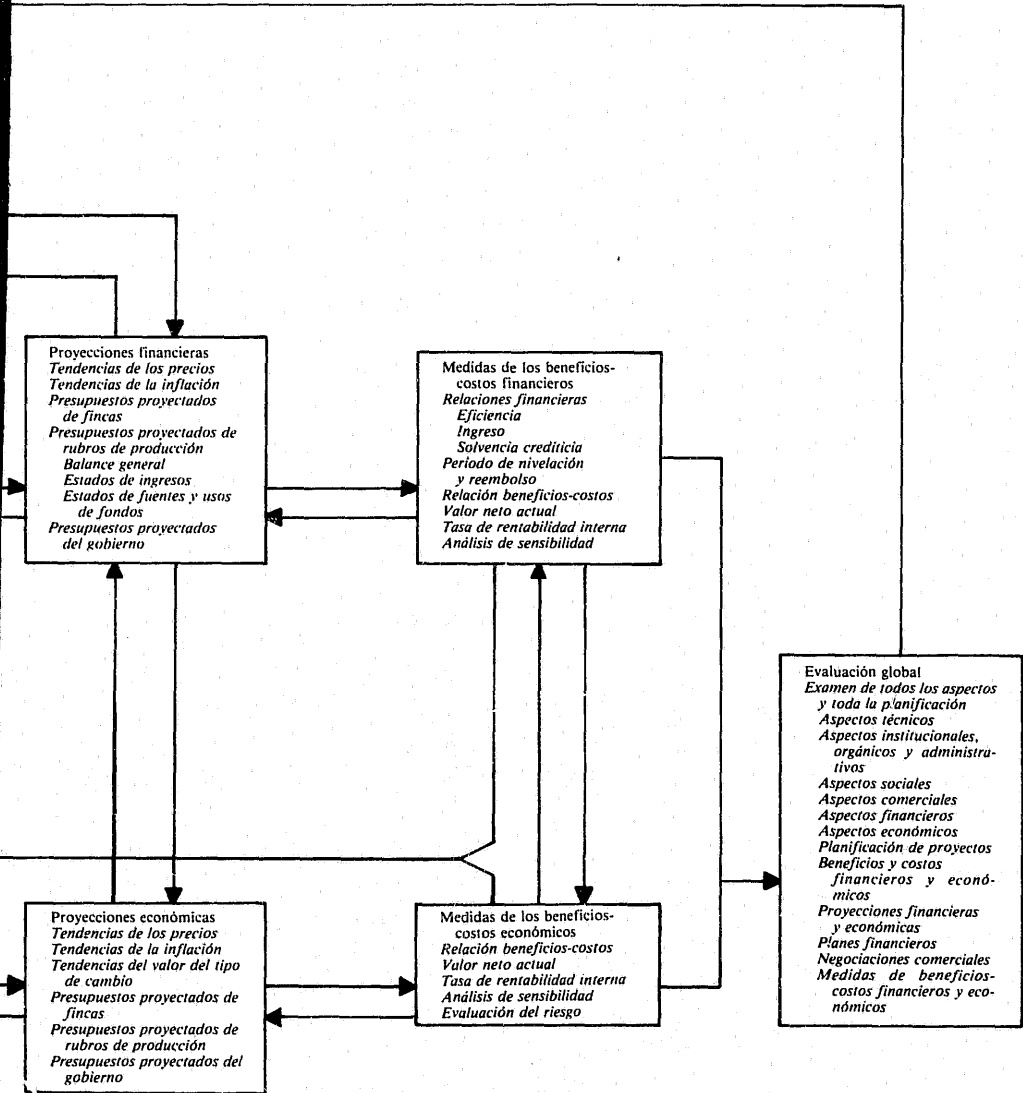 Proyecciones financieras
Tendencias de los precios
Tendencias de la inflación
Presupuestos proyectados
de fincas
Presupuestos proyectados de
rubros de producción
Balance general
Estados de ingresos
Estados de fuentes y usos
de fondos
Presupuestos proyectados
del gobierno
Medidas de los beneficios-
costos financieros
Relaciones financieras
Eficiencia
Ingreso
Solvencia crediticia
Período de nivelación
y reembolso
Relación beneficios-costos
Valor neto actual
Tasa de rentabilidad interna
Análisis de sensibilidad
Proyecciones económicas
Tendencias de los precios
Tendencias de la inflación
Tendencias del valor del tipo
de cambio
Presupuestos proyectados de
fincas
Presupuestos proyectados de
rubros de producción
Presupuestos proyectados del
gobierno
Medidas de los beneficios-
costos económicos
Relación beneficios-costos
Valor neto actual
Tasa de rentabilidad interna
Análisis de sensibilidad
Evaluación del riesgo
Evaluación global
Examen de todos los aspectos
y toda la planificación
Aspectos técnicos
Aspectos institucionales,
orgánicos y administra-
tivos
Aspectos sociales
Aspectos comerciales
Aspectos financieros
Aspectos económicos
Planificación de proyectos
Beneficios y costos
financieros y econó-
micos
Proyecciones financieras
y económicas
Planes financieros
Negociaciones comerciales
Medidas de beneficios-
costos financieros y eco-
nómicos